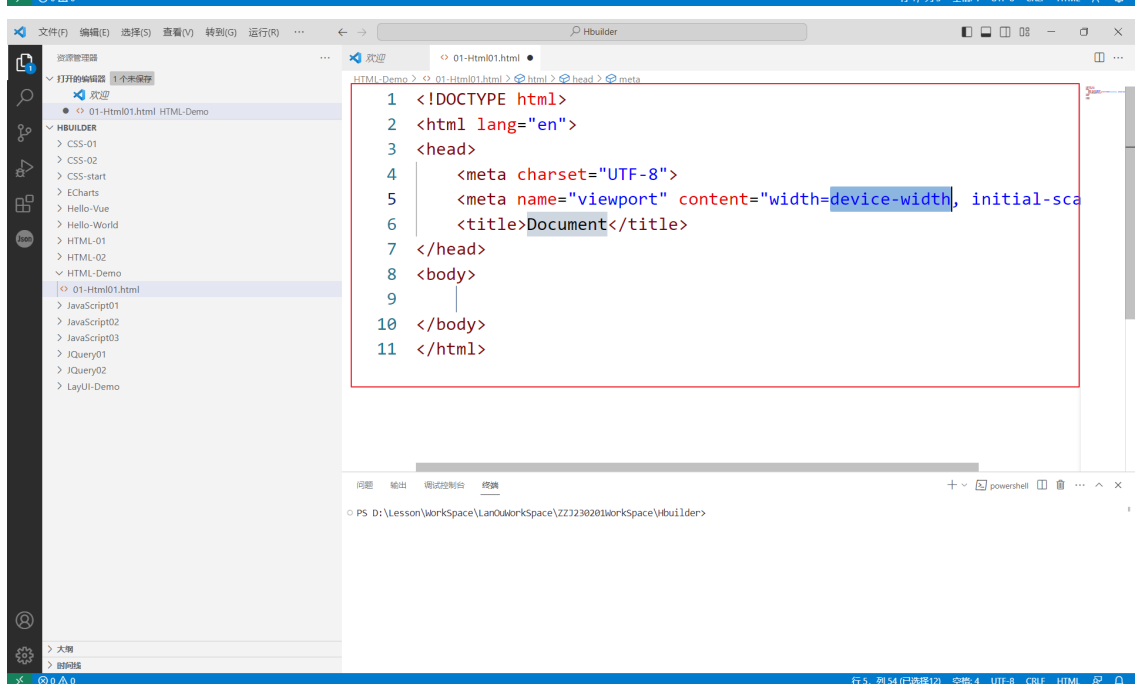 文件(F) 编辑(E) 选择(S) 查看(V) 转到(G) 运行(R) ··· Hbuilder
资源管理器 ···
打开的编辑器 1个未保存
欢迎
01-Html01.html HTML-Demo
HBUILDER
CSS-01
CSS-02
CSS-start
ECharts
Hello-Vue
Hello-World
HTML-01
HTML-02
HTML-Demo
01-Html01.html
JavaScript01
JavaScript02
JavaScript03
JQuery01
JQuery02
LayUI-Demo
大纲
时间线
Json
欢迎 01-Html01.html
HTML-Demo > 01-Html01.html > html > head > meta
1 <!DOCTYPE html>
2 <html lang="en">
3 <head>
4 <meta charset="UTF-8">
5 <meta name="viewport" content="width=device-width, initial-sca
6 <title>Document</title>
7 </head>
8 <body>
9
10 </body>
11 </html>
问题 输出 调试控制台 终端 powershell
PS D:\Lesson\WorkSpace\LanOuWorkSpace\ZZJ230201WorkSpace\Hbuilder>
0 0 行 5，列 54 (已选择12) 空格: 4 UTF-8 CRLF HTML